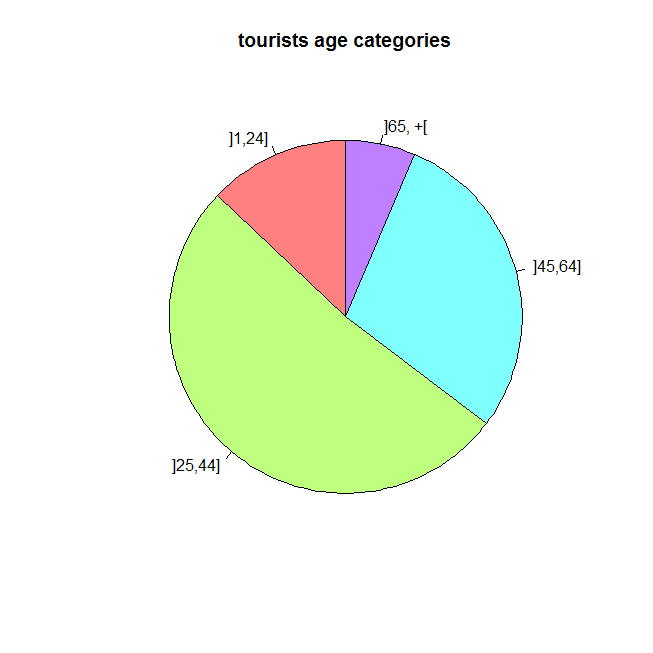 tourists age categories
]65, +[
]1,24]
]45,64]
]25,44]